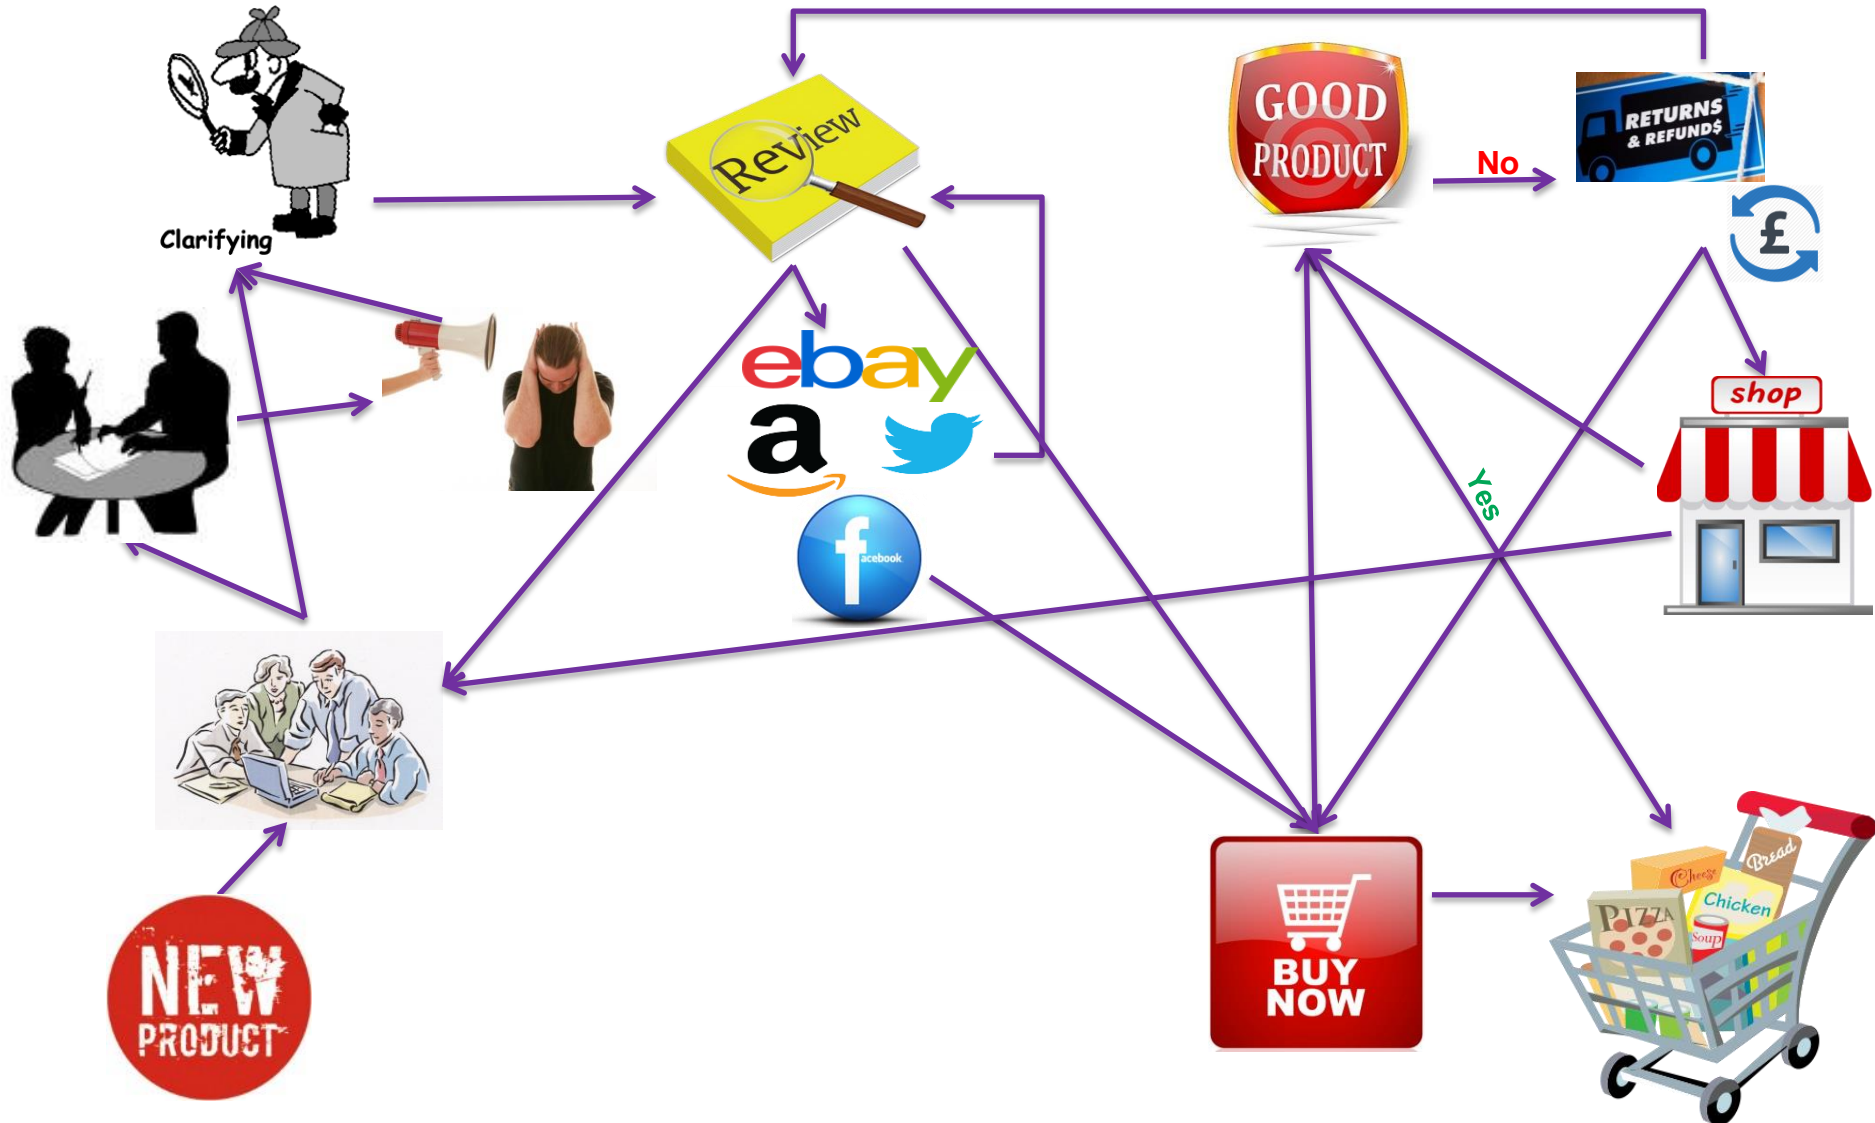 Clarifying
Review
GOOD
PRODUCT
No
RETURNS
& REFUND$
£
ebay
a
facebook
shop
Yes
NEW
PRODUCT
BUY
NOW
Bread
Cheese
Chicken
PIZZA
Soup